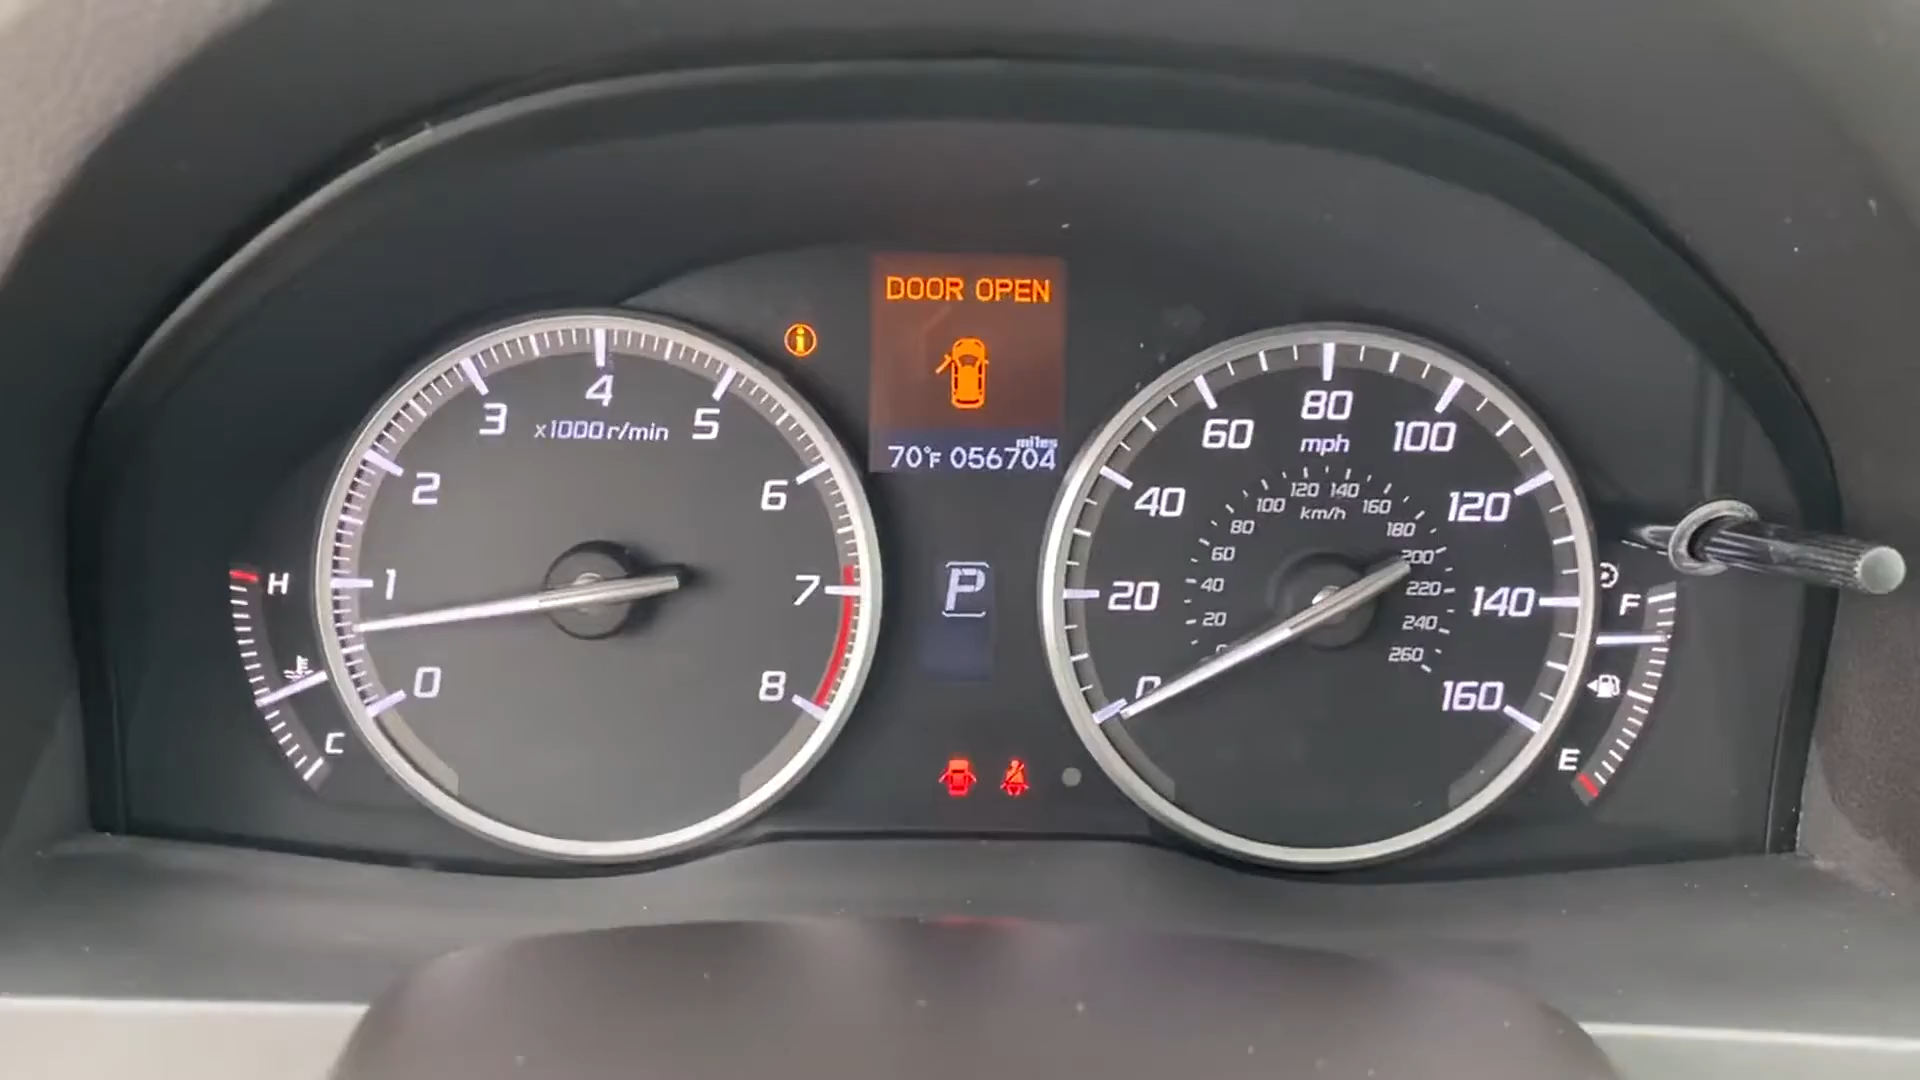 DOOR OPEN
miles
70°F 056704
0
1
2
3
4
5
6
7
8
x1000r/min
H
C
P
0
20
40
60
80
100
120
140
160
mph
20
40
60
80
100
120
140
160
180
200
220
240
260
km/h
F
E